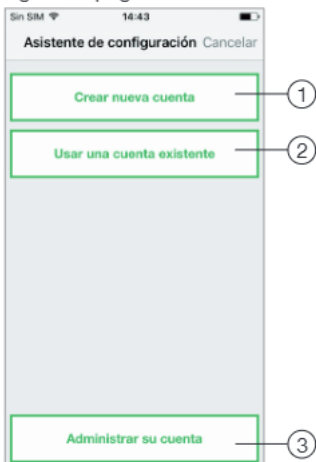 Sin SIM 14:43
Asistente de configuración Cancelar
Crear nueva cuenta 1
Usar una cuenta existente 2
Administrar su cuenta 3